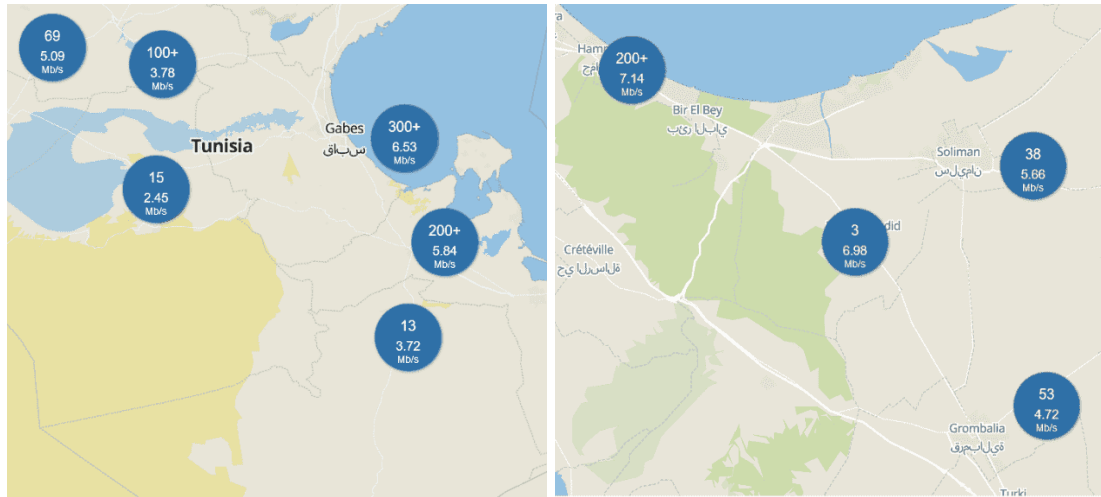 69
5.09
Mb/s
100+
3.78
Mb/s
Tunisia
Gabes
قابس
300+
6.53
Mb/s
15
2.45
Mb/s
200+
5.84
Mb/s
13
3.72
Mb/s
200+
7.14
Mb/s
Bir El Bey
بئر الباي
Soliman
سليمان
38
5.66
Mb/s
3
6.98
Mb/s
Crétéville
حي الرسالة
53
4.72
Mb/s
Grombalia
قرمبالية
Turki